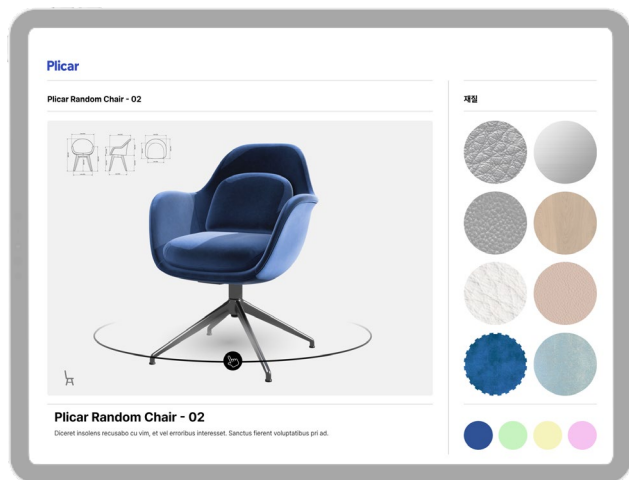 Plicar
Plicar Random Chair - 02
재질
Plicar Random Chair - 02
Diceret insolens recusabo cu vim, et vel erroribus interesset. Sanctus fierent voluptatibus pri ad.